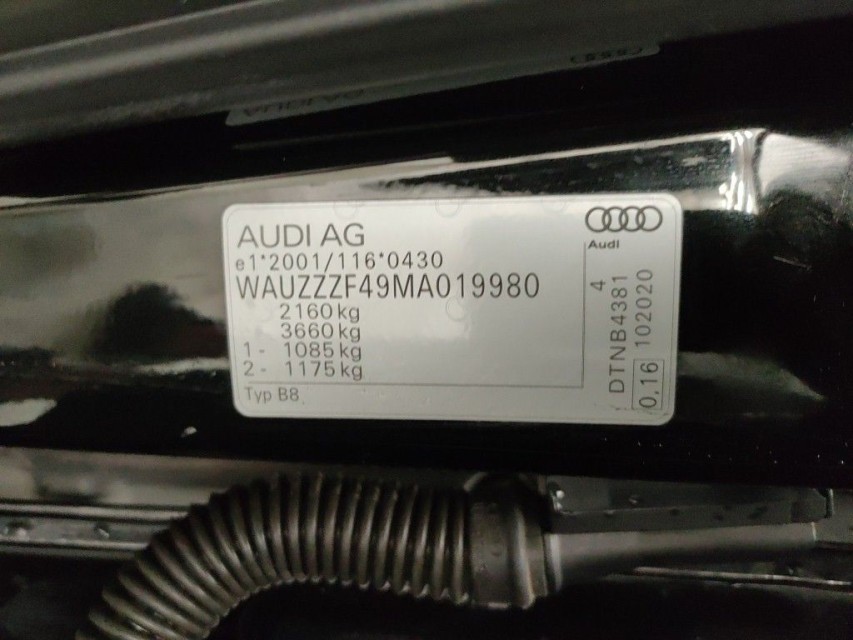 AUDI AG
e1*2001/116*0430
WAUZZZF49MA019980
2160 kg
3660 kg
1- 1085 kg
2- 1175 kg
Typ B8
Audi
4
DTNB4381
102020
0,16